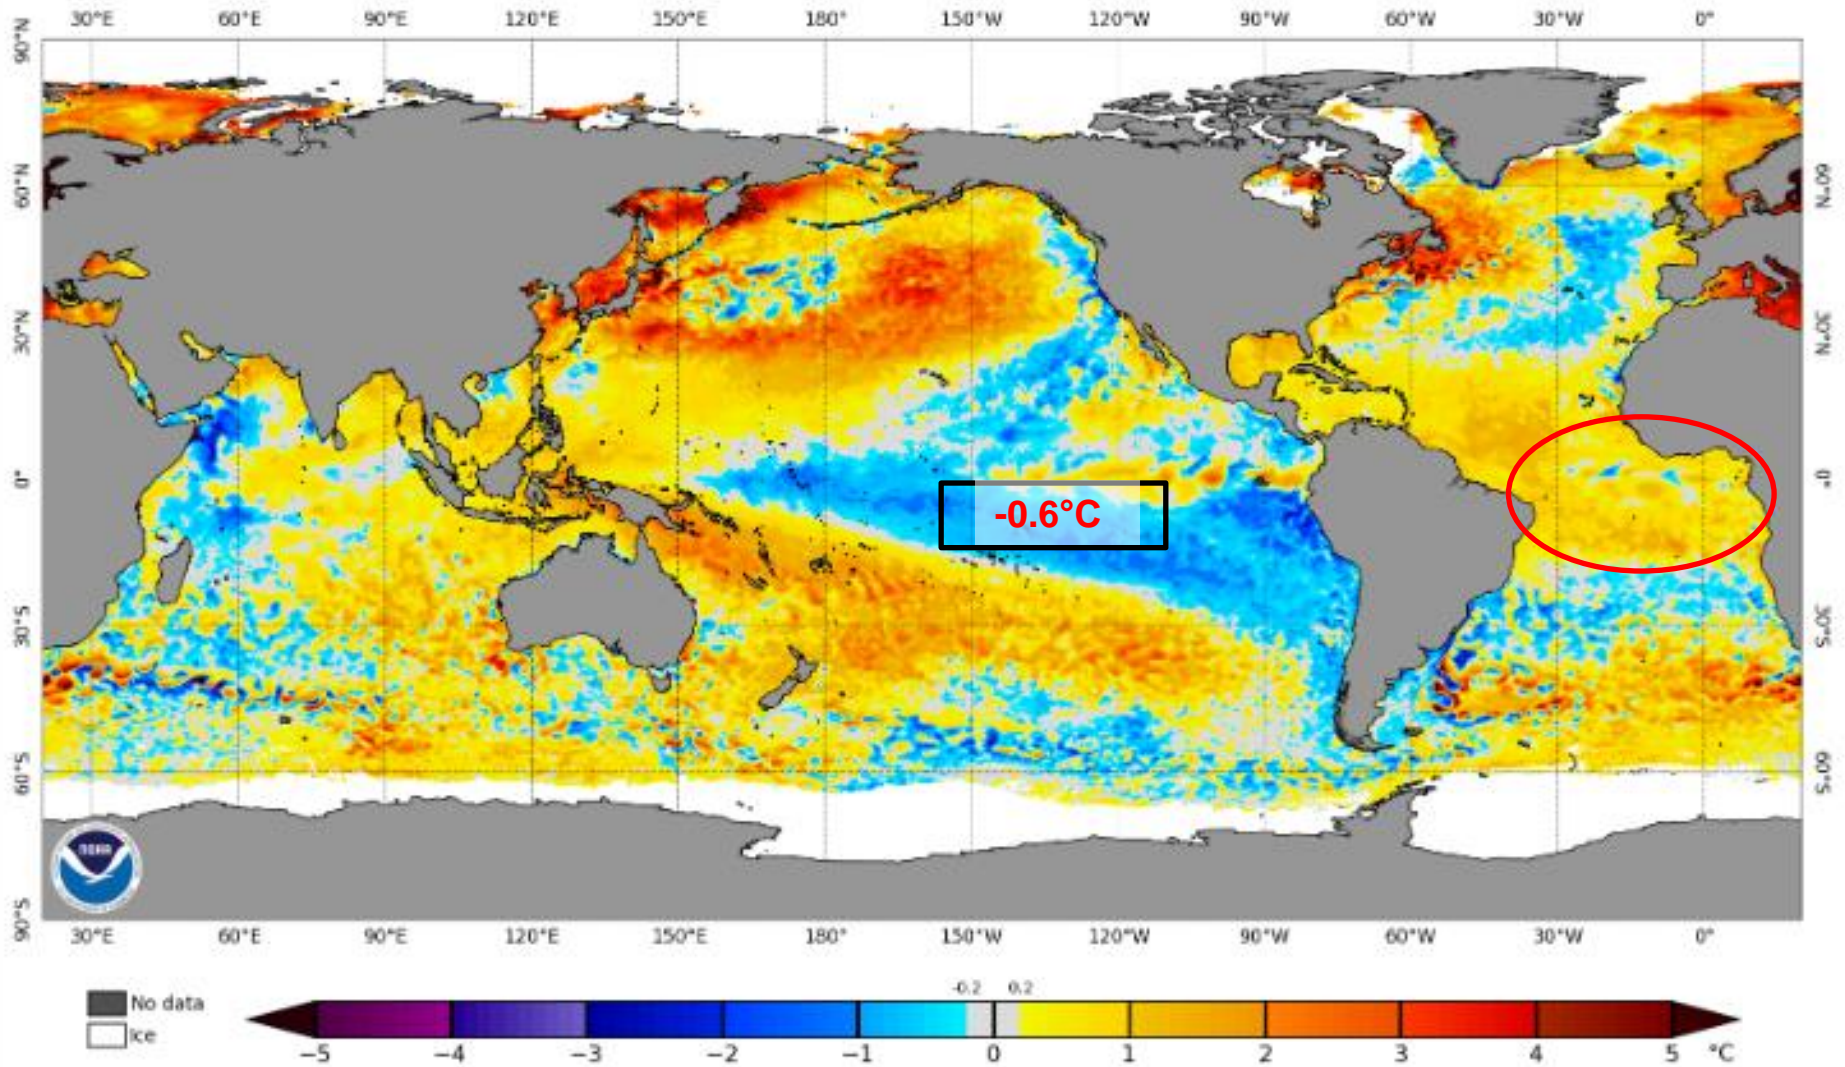 30°E 60°E 90°E 120°E 150°E 180° 150°W 120°W 90°W 60°W 30°W 0°
90°N
60°N 60°N
30°N 30°N
0° 0°
-0.6°C
30°S 30°S
60°S 60°S
NOAA
90°S
30°E 60°E 90°E 120°E 150°E 180° 150°W 120°W 90°W 60°W 30°W 0°
-0.2 0.2
No data
Ice
−5 −4 −3 −2 −1 0 1 2 3 4 5 °C